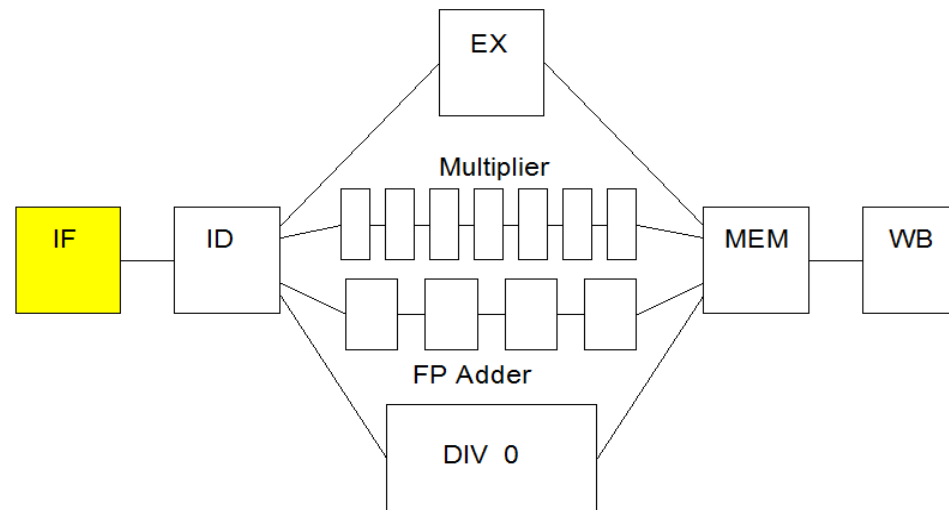 EX
Multiplier
IF
ID
MEM
WB
FP Adder
DIV 0